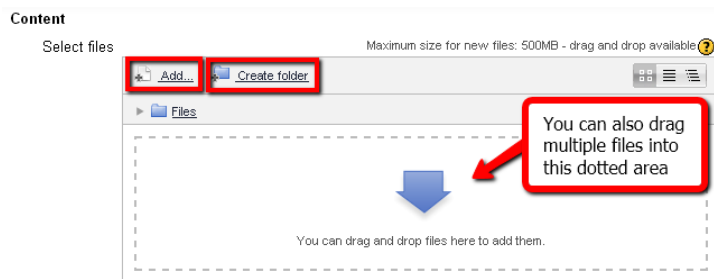 Content
Select files
Maximum size for new files: 500MB - drag and drop available ?
Add... Create folder
Files
You can also drag
multiple files into
this dotted area
You can drag and drop files here to add them.